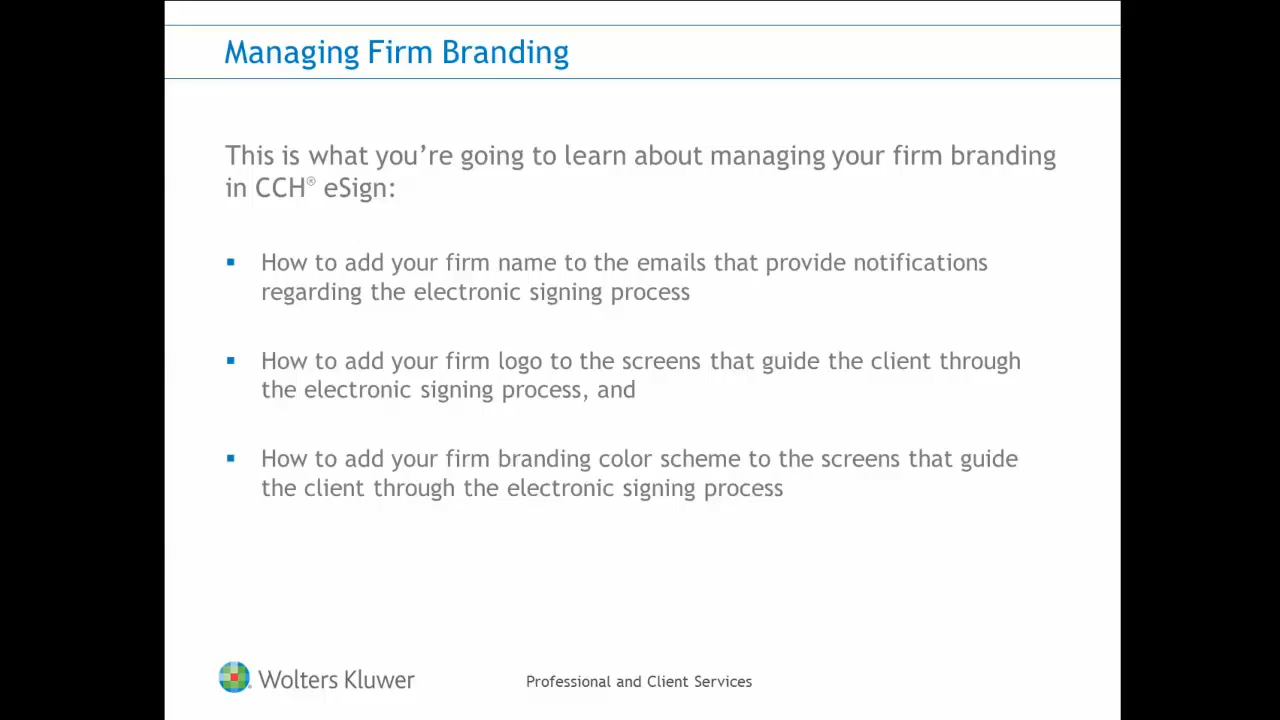 Managing Firm Branding
This is what you’re going to learn about managing your firm branding
in CCH® eSign:
▪ How to add your firm name to the emails that provide notifications
regarding the electronic signing process
▪ How to add your firm logo to the screens that guide the client through
the electronic signing process, and
▪ How to add your firm branding color scheme to the screens that guide
the client through the electronic signing process
Wolters Kluwer
Professional and Client Services